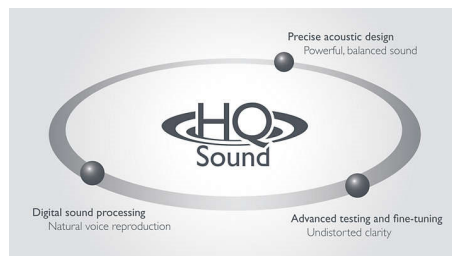 Precise acoustic design
Powerful, balanced sound
HQ
Sound
Digital sound processing
Natural voice reproduction
Advanced testing and fine-tuning
Undistorted clarity